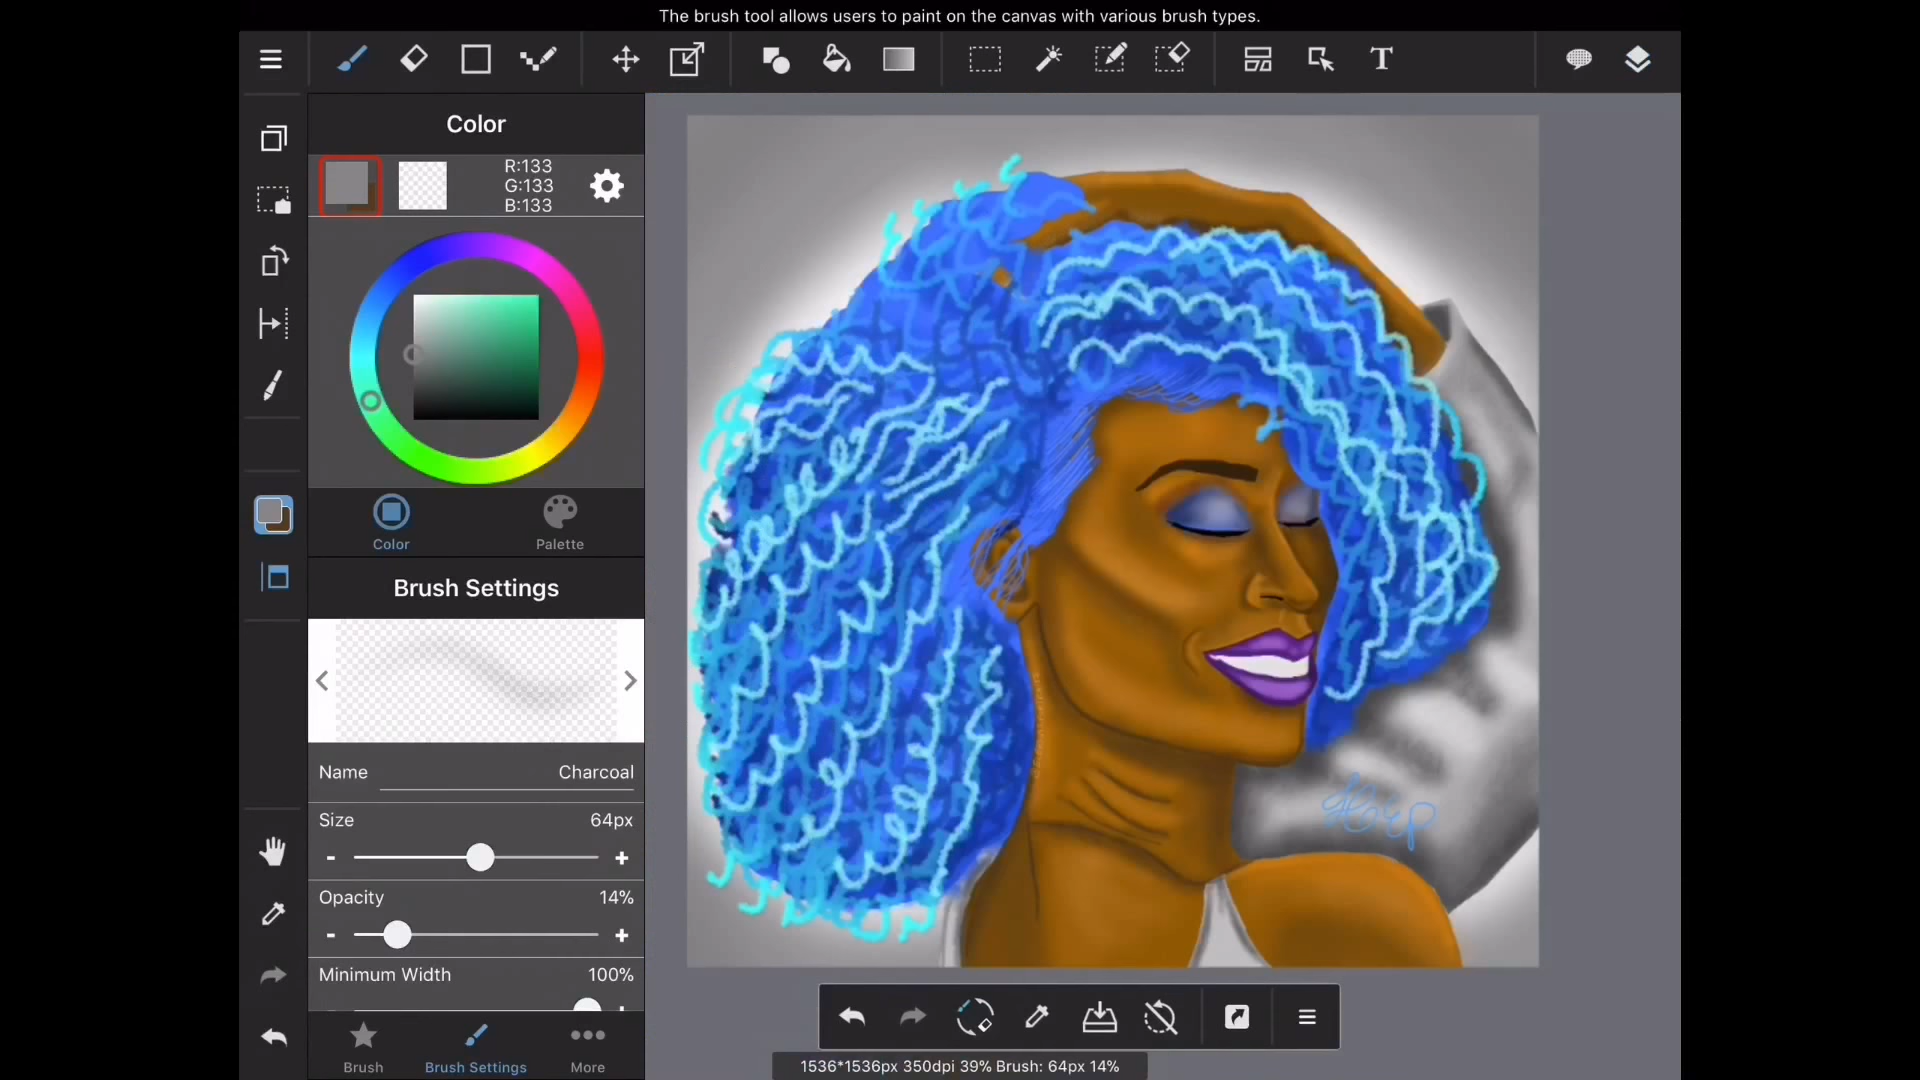 The brush tool allows users to paint on the canvas with various brush types.
T
Color
R:133
G:133
B:133
Color
Palette
Brush Settings
Name Charcoal
Size 64px
- +
Opacity 14%
- +
Minimum Width 100%
Brush
Brush Settings
More
1536*1536px 350dpi 39% Brush: 64px 14%